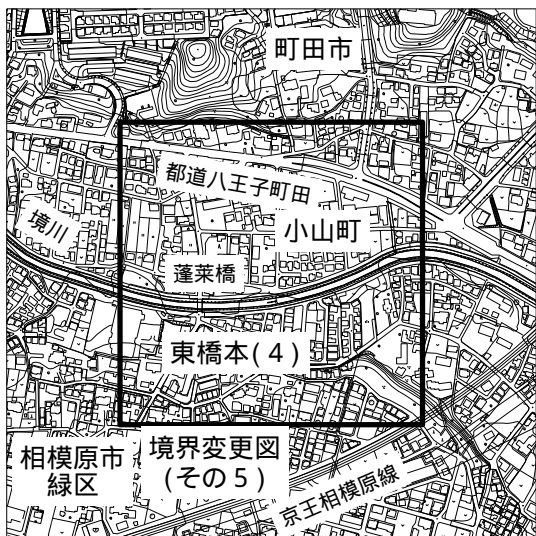 町田市
都道八王子町田
小山町
境川
蓬莱橋
東橋本(４)
相模原市
緑区
境界変更図
(その５)
京王相模原線